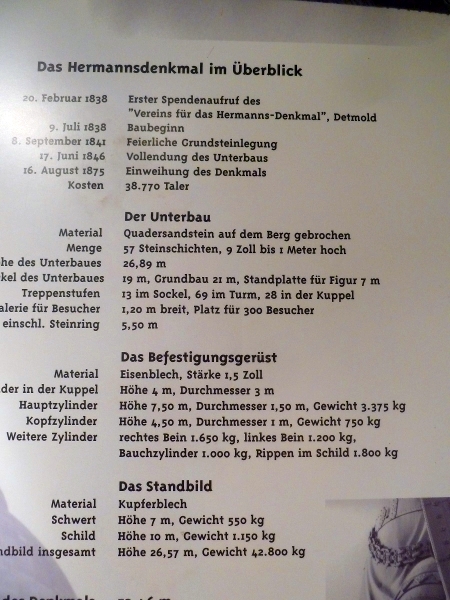 Das Hermannsdenkmal im Überblick
20. Februar 1838 Erster Spendenaufruf des
"Vereins für das Hermanns-Denkmal", Detmold
9. Juli 1838 Baubeginn
8. September 1841 Feierliche Grundsteinlegung
17. Juni 1846 Vollendung des Unterbaus
16. August 1875 Einweihung des Denkmals
Kosten 38.770 Taler
Der Unterbau
Material Quadersandstein auf dem Berg gebrochen
Menge 57 Steinschichten, 9 Zoll bis 1 Meter hoch
he des Unterbaues 26,89 m
kel des Unterbaues 19 m, Grundbau 21 m, Standplatte für Figur 7 m
Treppenstufen 13 im Sockel, 69 im Turm, 28 in der Kuppel
alerie für Besucher 1,20 m breit, Platz für 300 Besucher
einschl. Steinring 5,50 m
Das Befestigungsgerüst
Material Eisenblech, Stärke 1,5 Zoll
der in der Kuppel Höhe 4 m, Durchmesser 3 m
Hauptzylinder Höhe 7,50 m, Durchmesser 1,50 m, Gewicht 3.375 kg
Kopfzylinder Höhe 4,50 m, Durchmesser 1 m, Gewicht 750 kg
Weitere Zylinder rechtes Bein 1.650 kg, linkes Bein 1.200 kg,
Bauchzylinder 1.000 kg, Rippen im Schild 1.800 kg
Das Standbild
Material Kupferblech
Schwert Höhe 7 m, Gewicht 550 kg
Schild Höhe 10 m, Gewicht 1.150 kg
ndbild insgesamt Höhe 26,57 m, Gewicht 42.800 kg